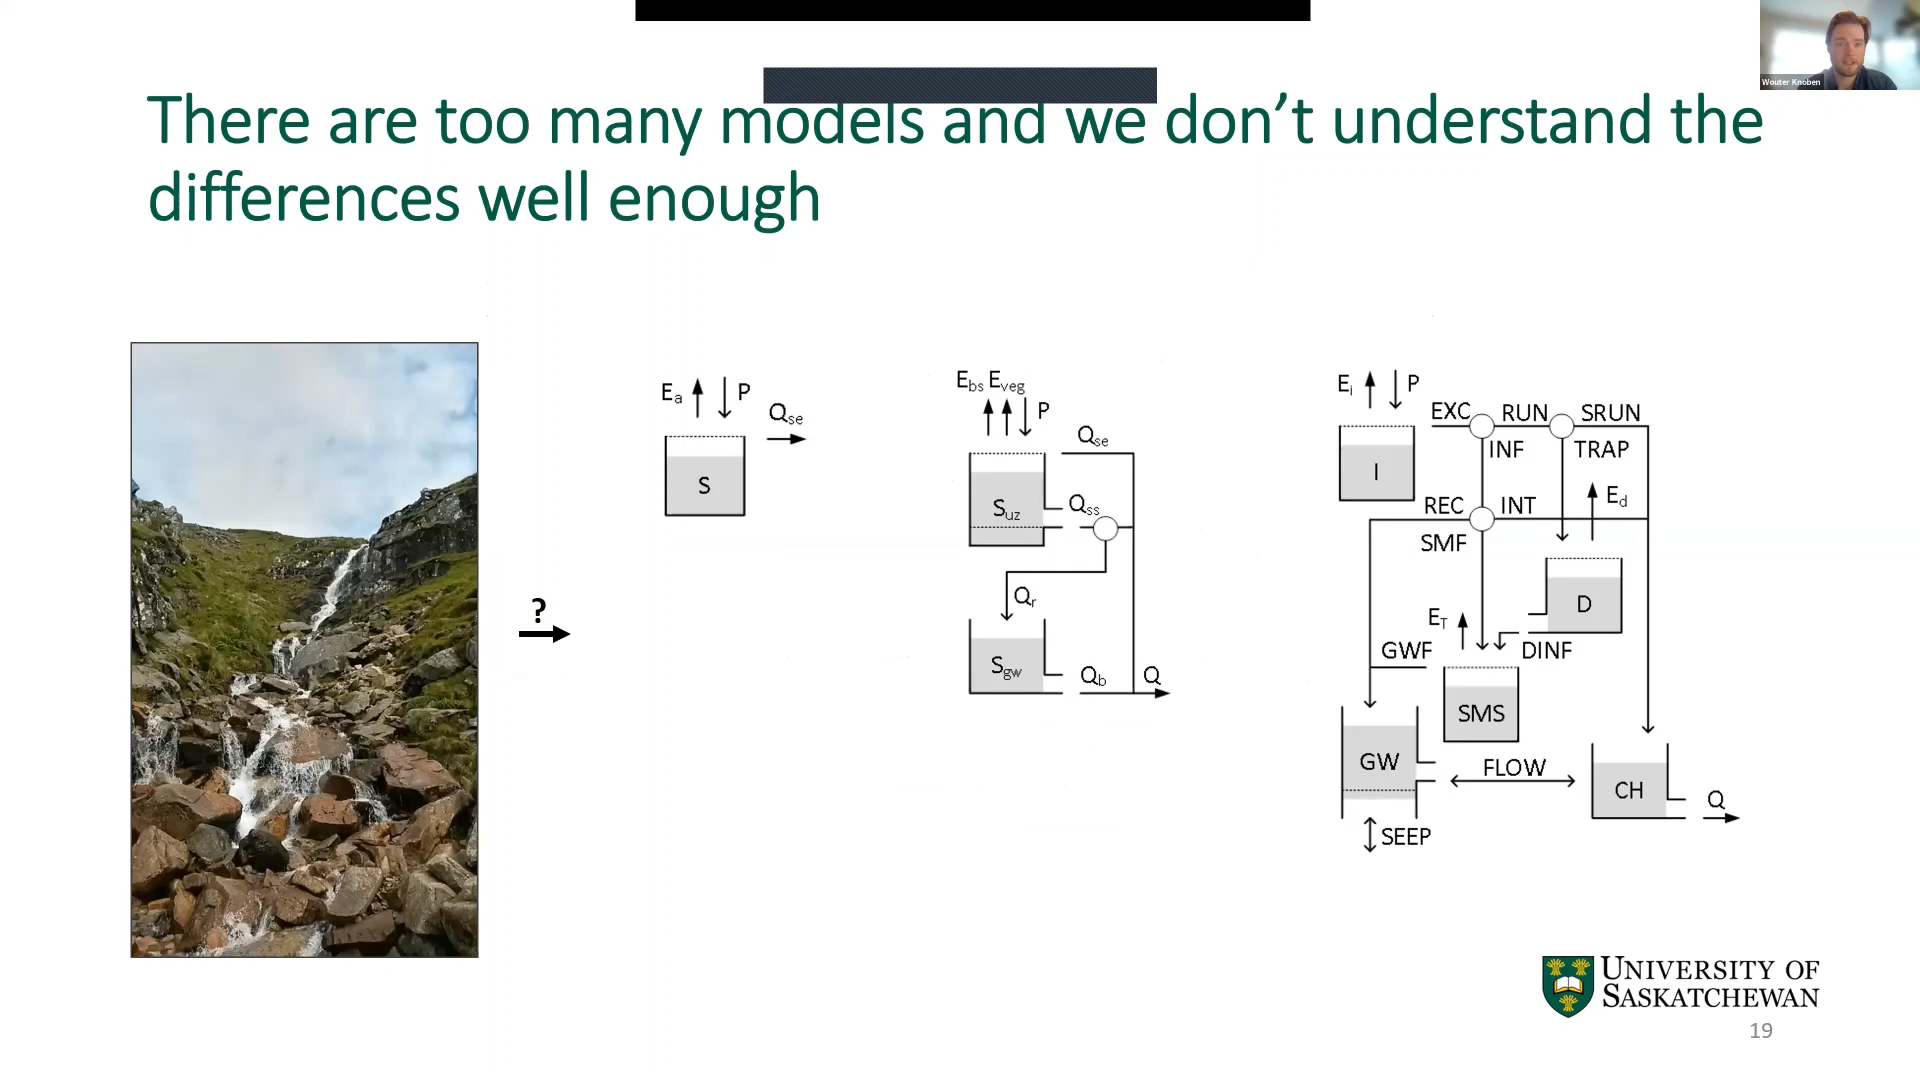 Wouter Knoben
There are too many models and we don’t understand the
differences well enough
?
Ea P
Qse
S
Ebs Eveg
P
Qse
Suz
Qss
Qr
Sgw
Qb
Q
Ei P
EXC RUN SRUN
INF TRAP
I
REC INT Ed
SMF
D
ET
GWF DINF
SMS
GW
FLOW
CH
Q
SEEP
UNIVERSITY OF
SASKATCHEWAN
19